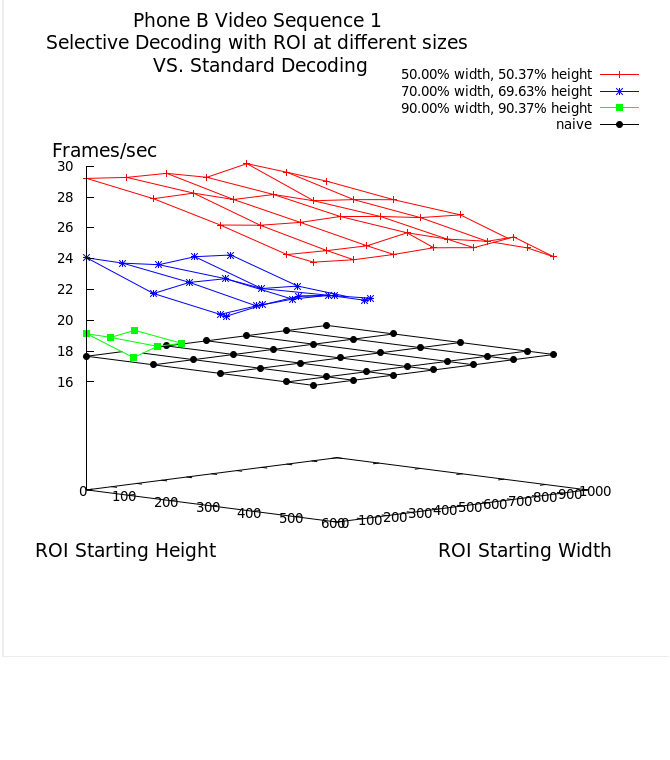 Phone B Video Sequence 1
Selective Decoding with ROI at different sizes
VS. Standard Decoding
50.00% width, 50.37% height
70.00% width, 69.63% height
90.00% width, 90.37% height
naive
Frames/sec
30
28
26
24
22
20
18
16
0 100 200 300 400 500 600
0 100 200 300 400 500 600 700 800 900 1000
ROI Starting Height
ROI Starting Width